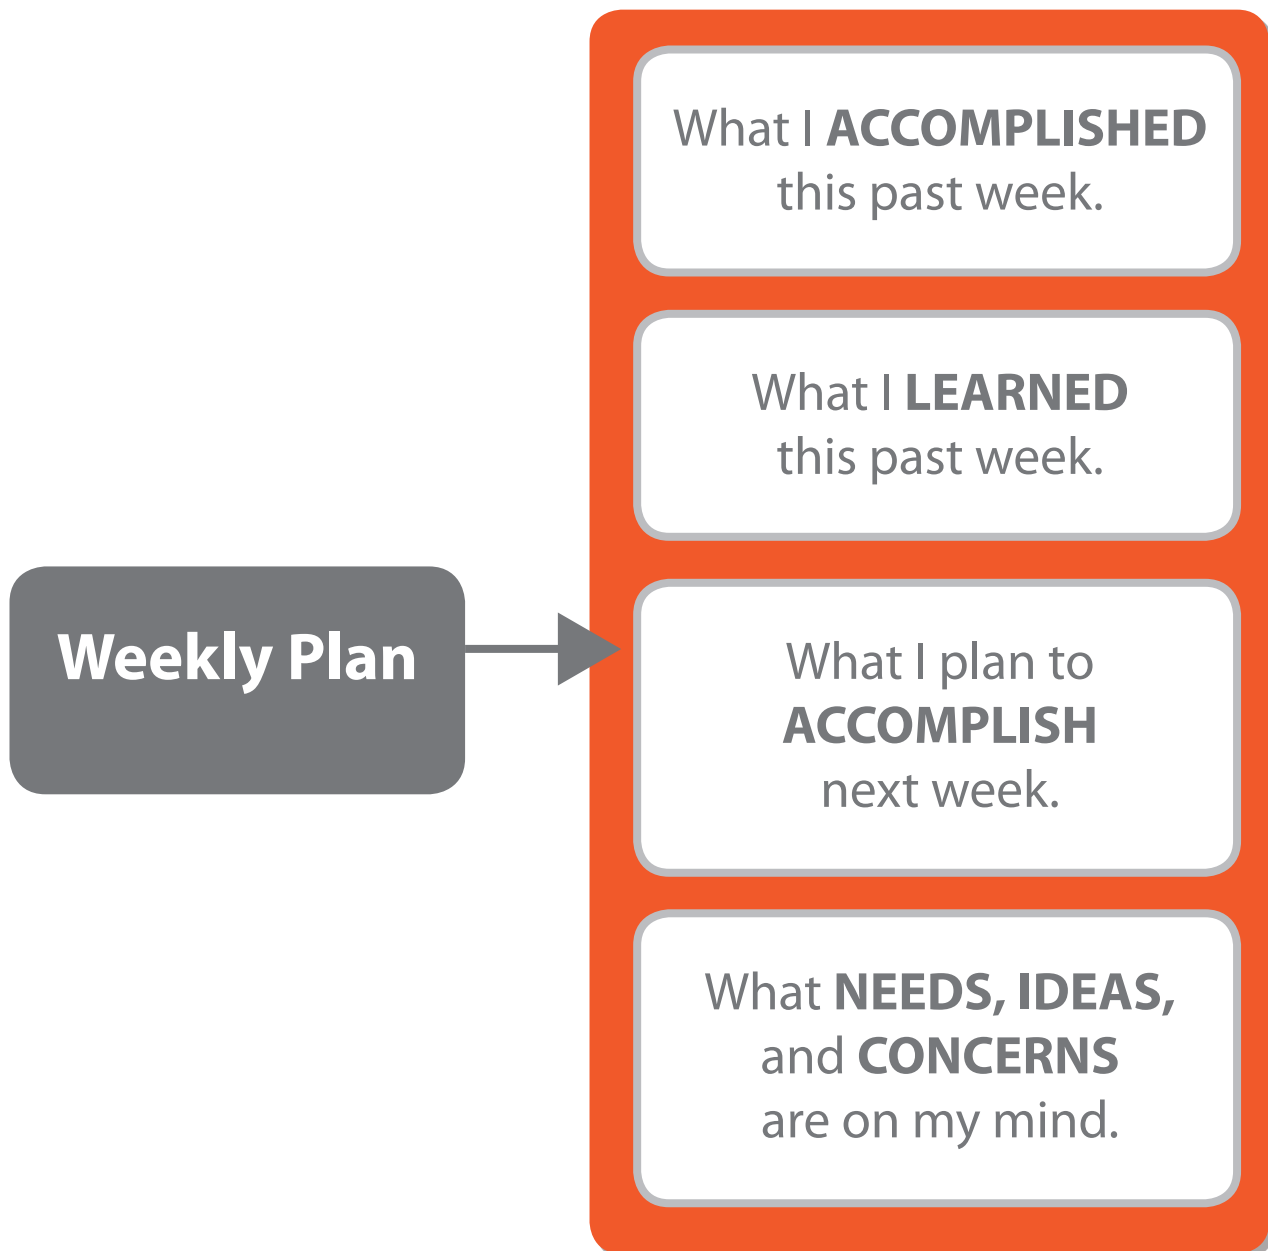 What I ACCOMPLISHED
this past week.
What I LEARNED
this past week.
Weekly Plan
What I plan to
ACCOMPLISH
next week.
What NEEDS, IDEAS,
and CONCERNS
are on my mind.